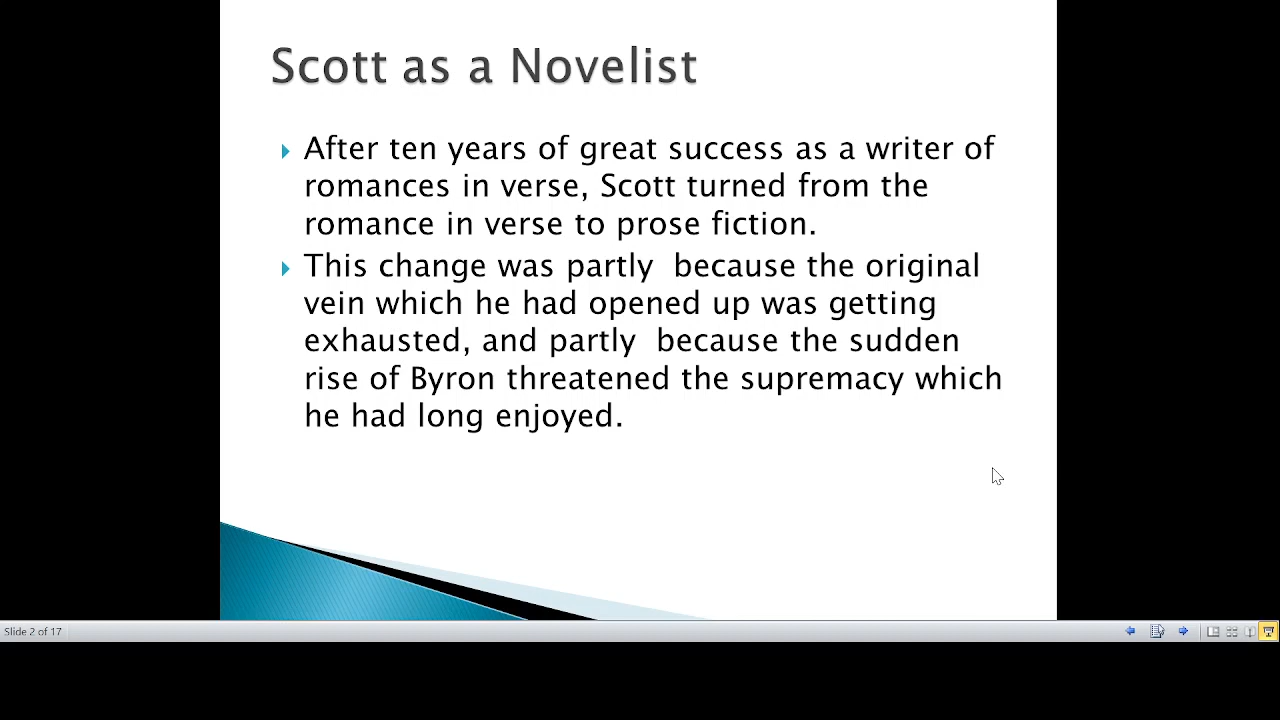 Scott as a Novelist
After ten years of great success as a writer of
romances in verse, Scott turned from the
romance in verse to prose fiction.
This change was partly  because the original
vein which he had opened up was getting
exhausted, and partly  because the sudden
rise of Byron threatened the supremacy which
he had long enjoyed.
Slide 2 of 17